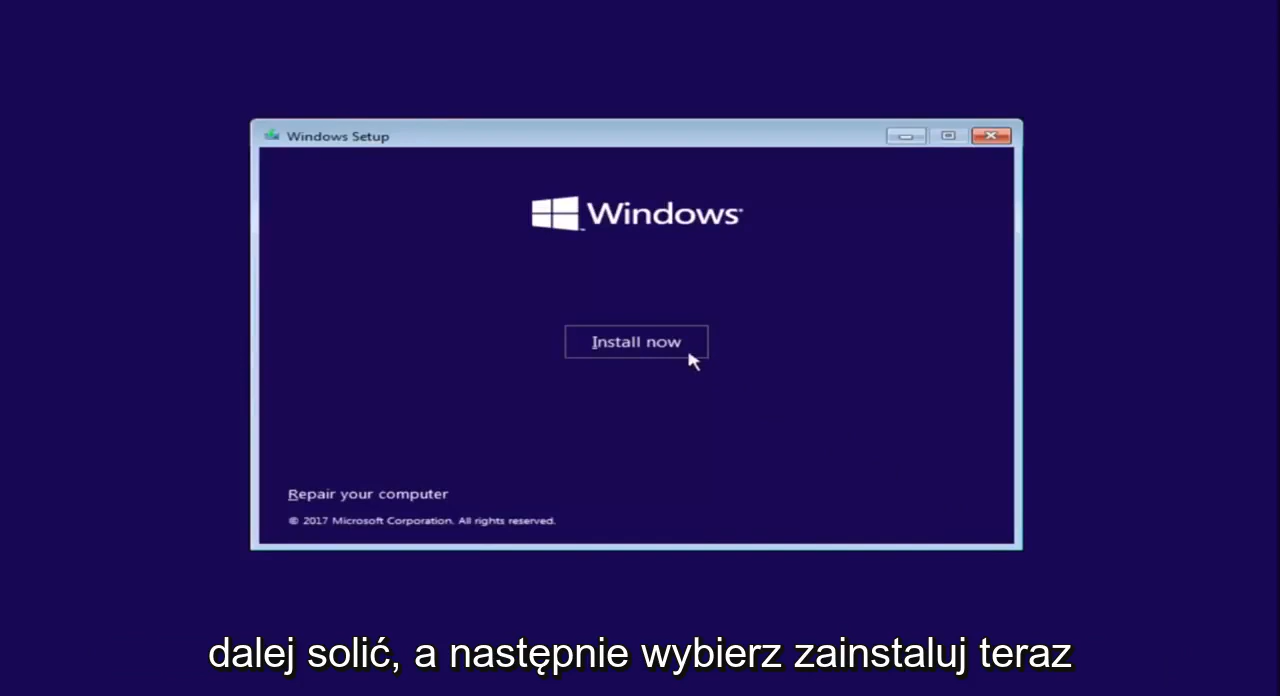 Windows Setup
Windows
Install now
Repair your computer
© 2017 Microsoft Corporation. All rights reserved.
dalej solić, a następnie wybierz zainstaluj teraz